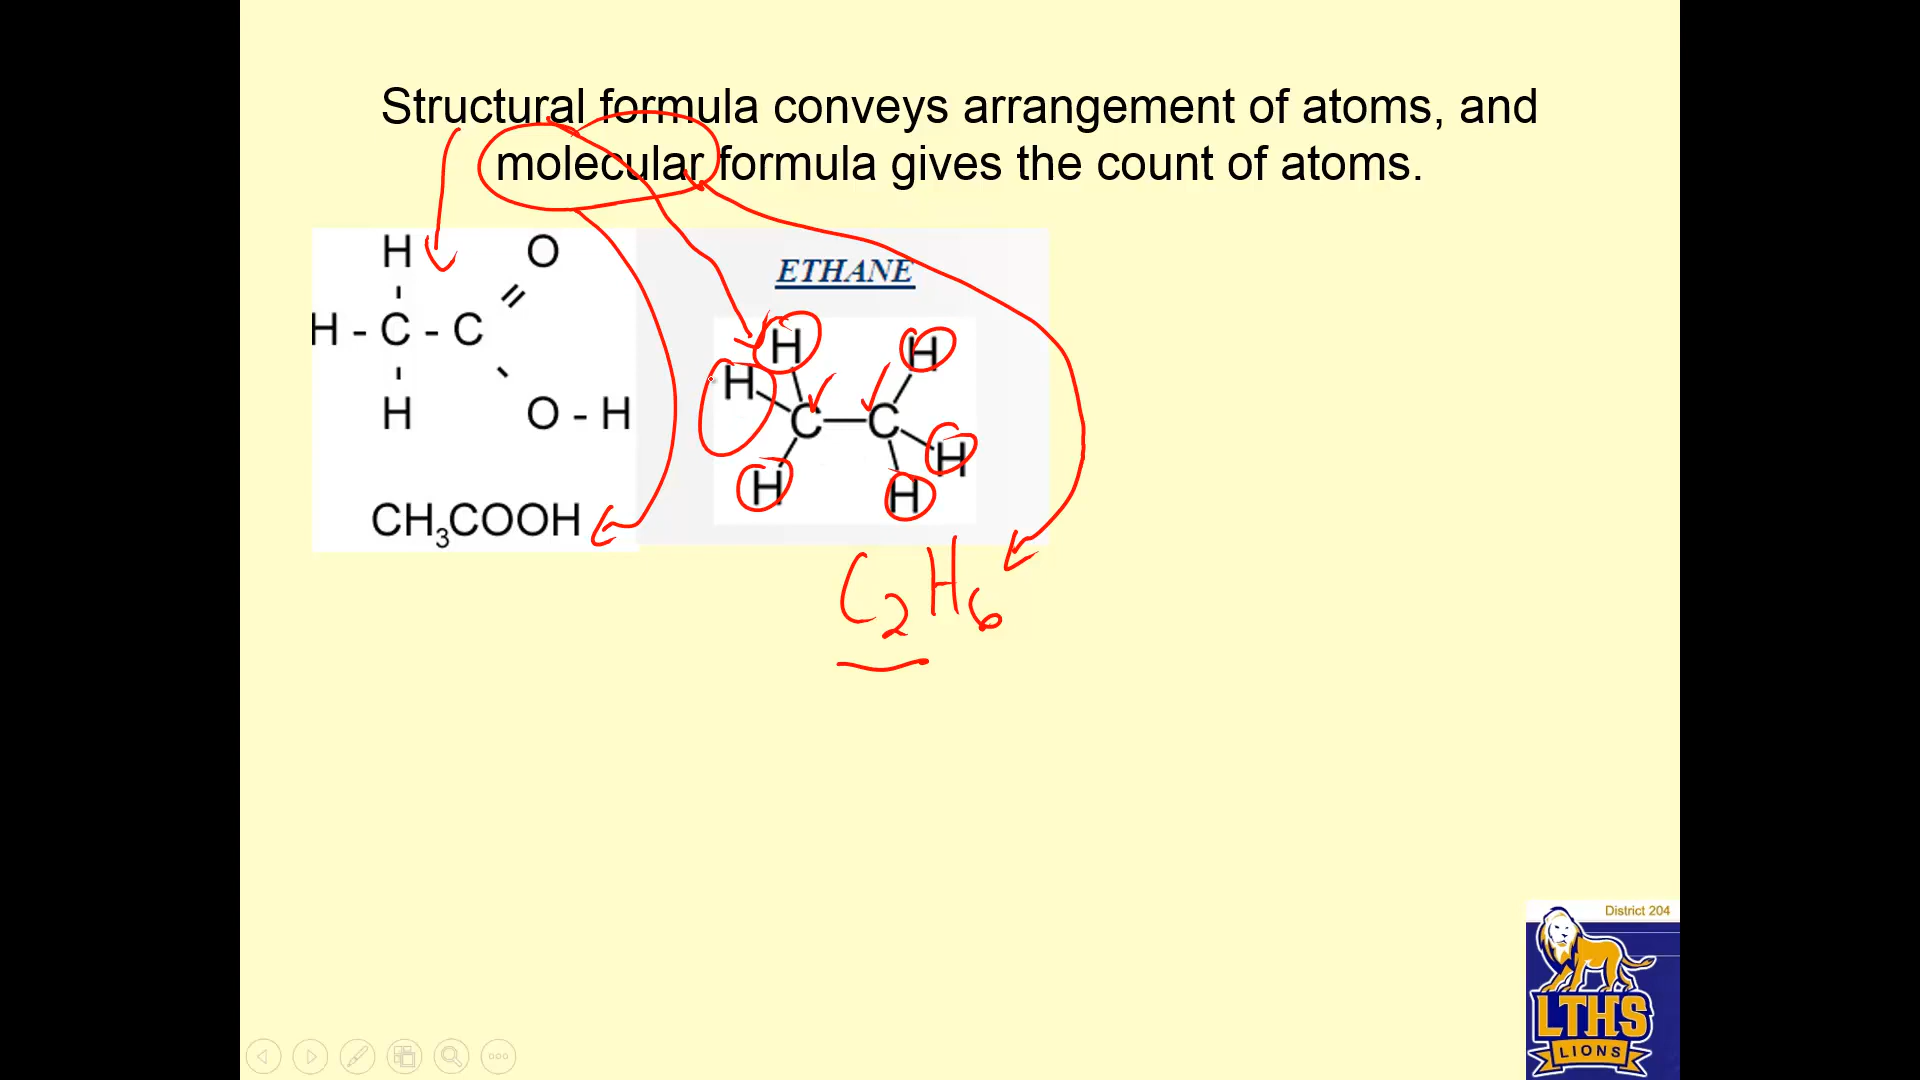 Structural formula conveys arrangement of atoms, and
molecular formula gives the count of atoms.
H O
H - C - C
H O - H
CH₃COOH
ETHANE
H H
H
C C
H
H H
C₂H₆
District 204
LTHS
LIONS